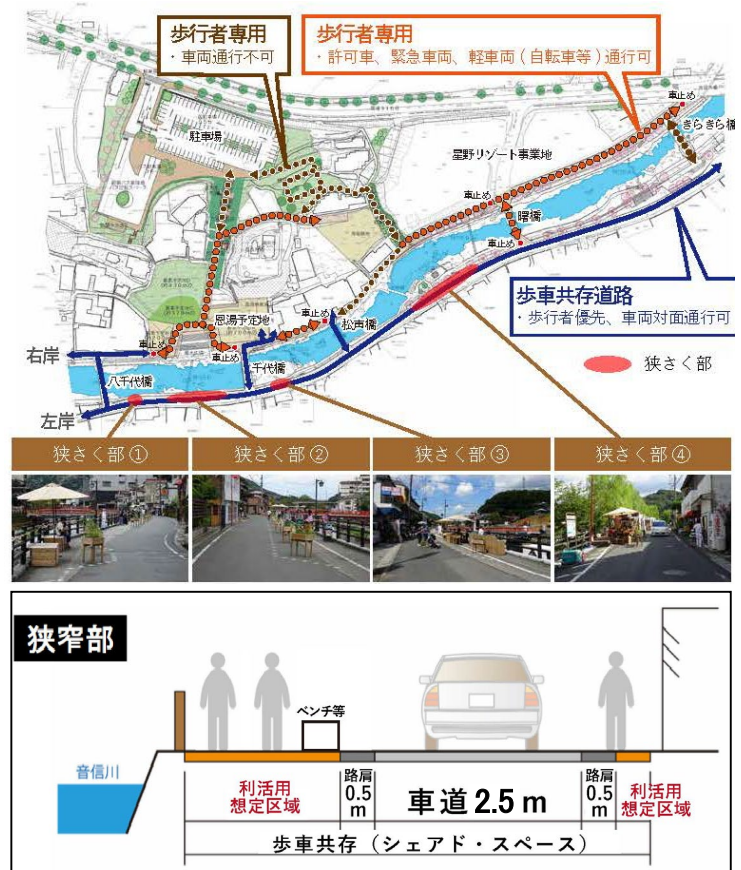 歩行者専用
・車両通行不可
歩行者専用
・許可車、緊急車両、軽車両(自転車等)通行可
車止め
きらきら橋
駐車場
星野リゾート事業地
車止め
曙橋
車止め
歩車共存道路
・歩行者優先、車両対面通行可
恩湯予定地
車止め
松声橋
狭さく部
右岸
車止め
車止め
八千代橋
千代橋
左岸
狭さく部①
狭さく部②
狭さく部③
狭さく部④
狭窄部
ベンチ等
音信川
利活用
想定区域
路肩
0.5
m
車道2.5m
路肩
0.5
m
利活用
想定区域
歩車共存(シェアド・スペース)